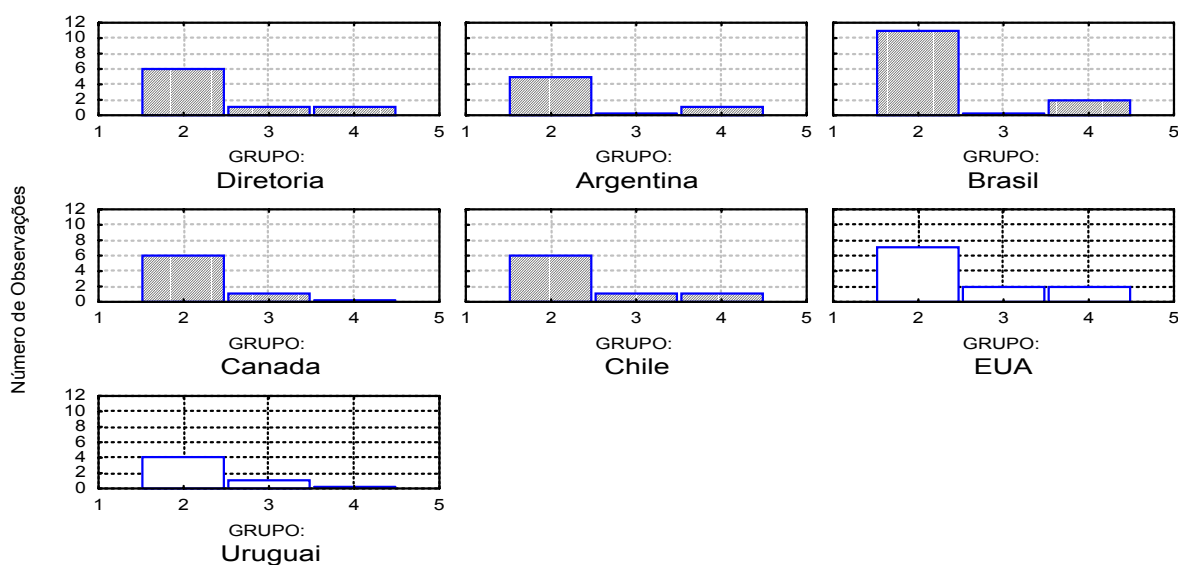 Número de Observações
12
10
8
6
4
2
0
1 2 3 4 5
GRUPO:
Diretoria
1 2 3 4 5
GRUPO:
Argentina
1 2 3 4 5
GRUPO:
Brasil
12
10
8
6
4
2
0
1 2 3 4 5
GRUPO:
Canada
1 2 3 4 5
GRUPO:
Chile
1 2 3 4 5
GRUPO:
EUA
12
10
8
6
4
2
0
1 2 3 4 5
GRUPO:
Uruguai